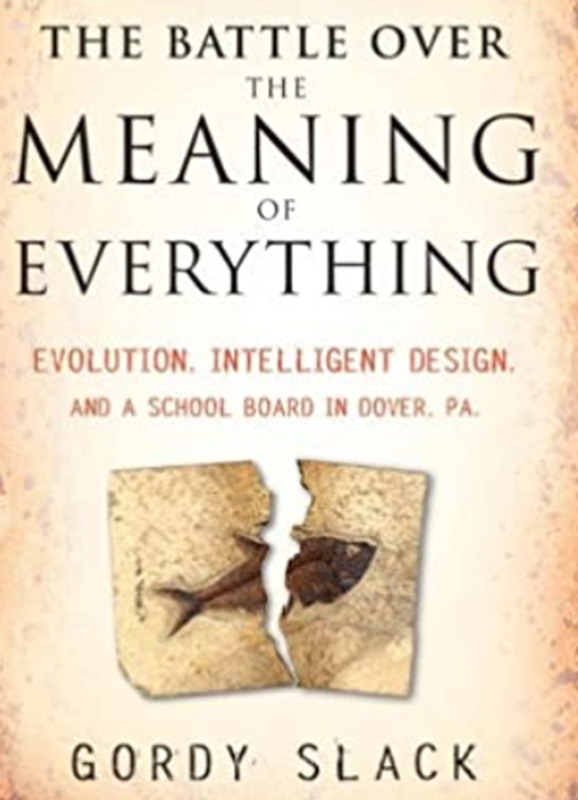 THE BATTLE OVER
THE
MEANING
OF
EVERYTHING
EVOLUTION, INTELLIGENT DESIGN,
AND A SCHOOL BOARD IN DOVER, PA.
GORDY SLACK